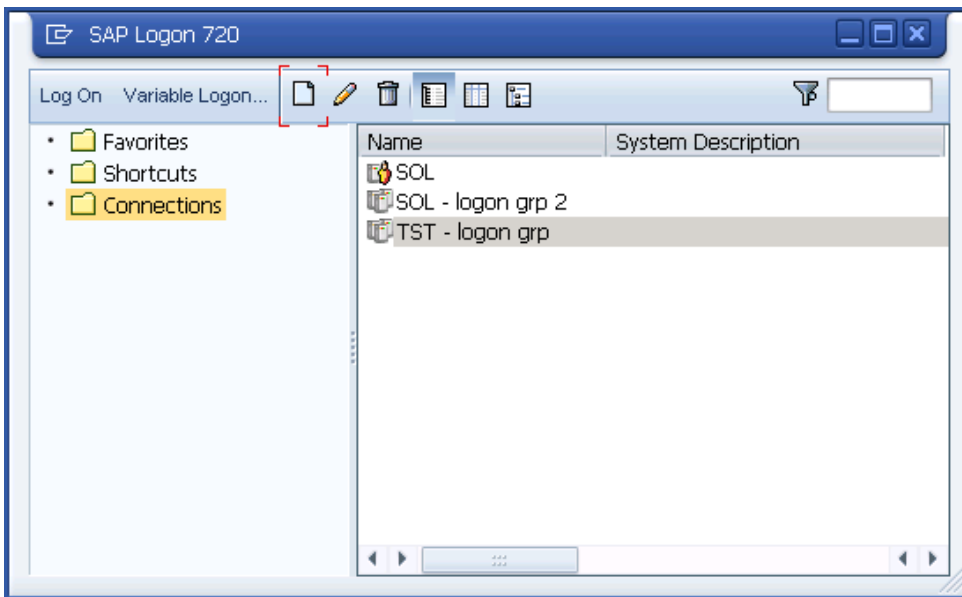 SAP Logon 720
Log On Variable Logon...
Favorites
Shortcuts
Connections
Name System Description
SOL
SOL - logon grp 2
TST - logon grp